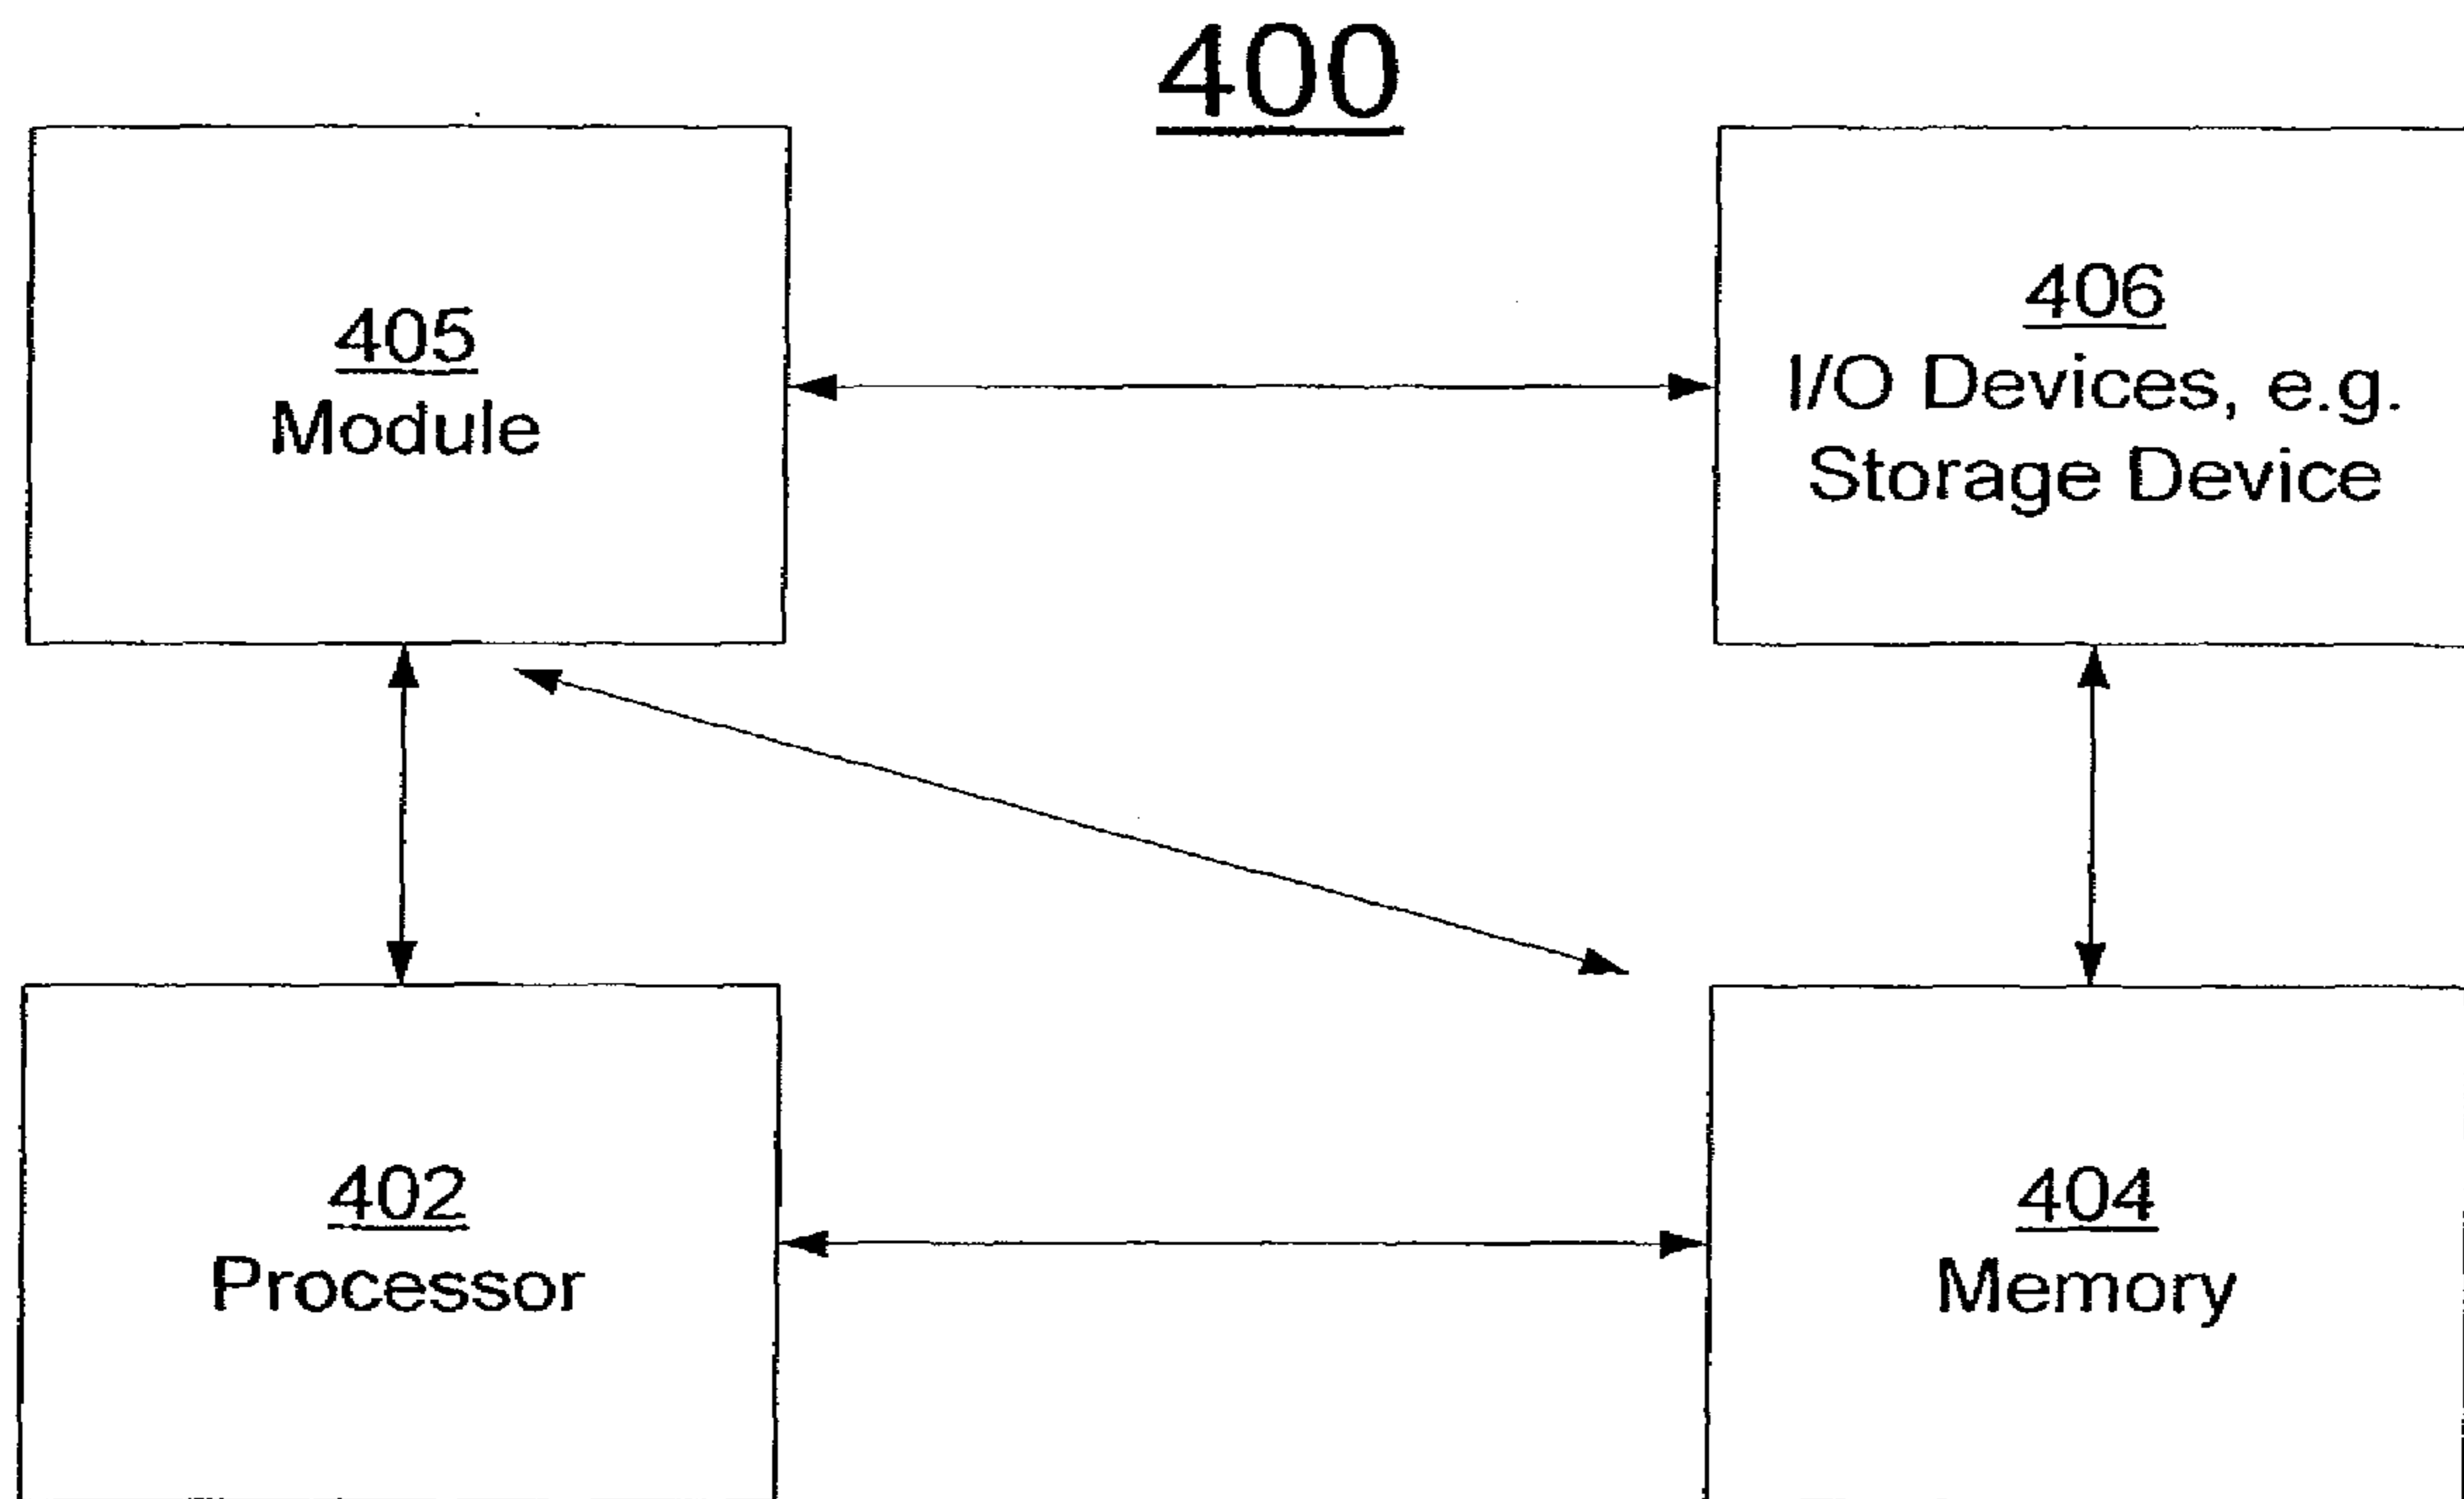 400
405
Module
406
I/O Devices, e.g.
Storage Device
402
Processor
404
Memory